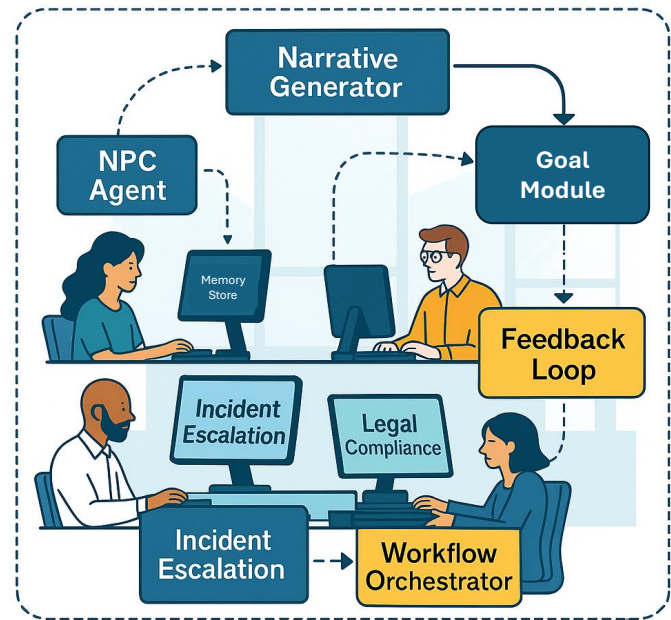 Narrative
Generator
NPC
Agent
Goal
Module
Memory
Store
Feedback
Loop
Incident
Escalation
Legal
Compliance
Incident
Escalation
Workflow
Orchestrator